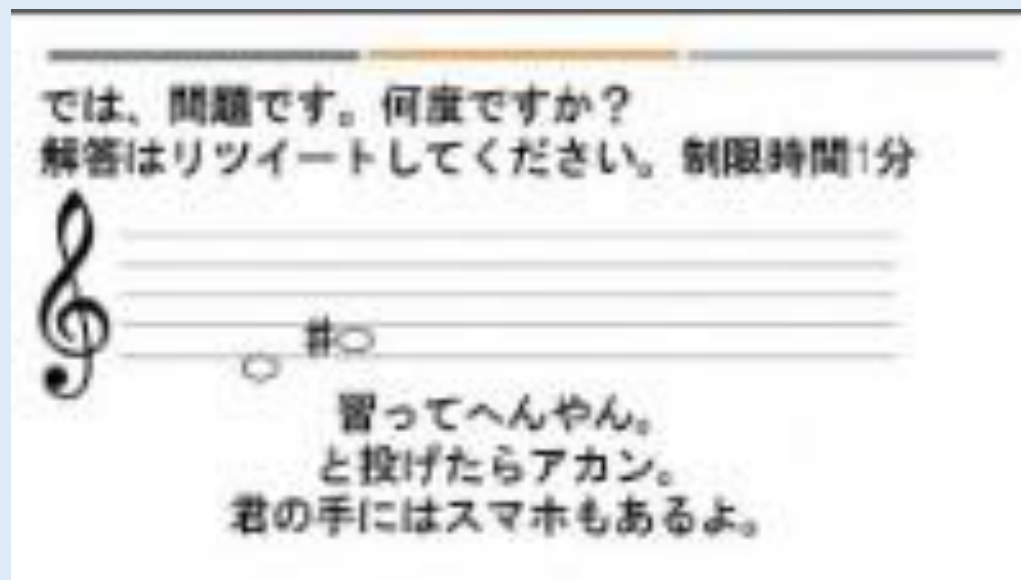 では、問題です。何度ですか？
解答はリツイートしてください。制限時間1分
習ってへんやん。
と投げたらアカン。
君の手にはスマホもあるよ。